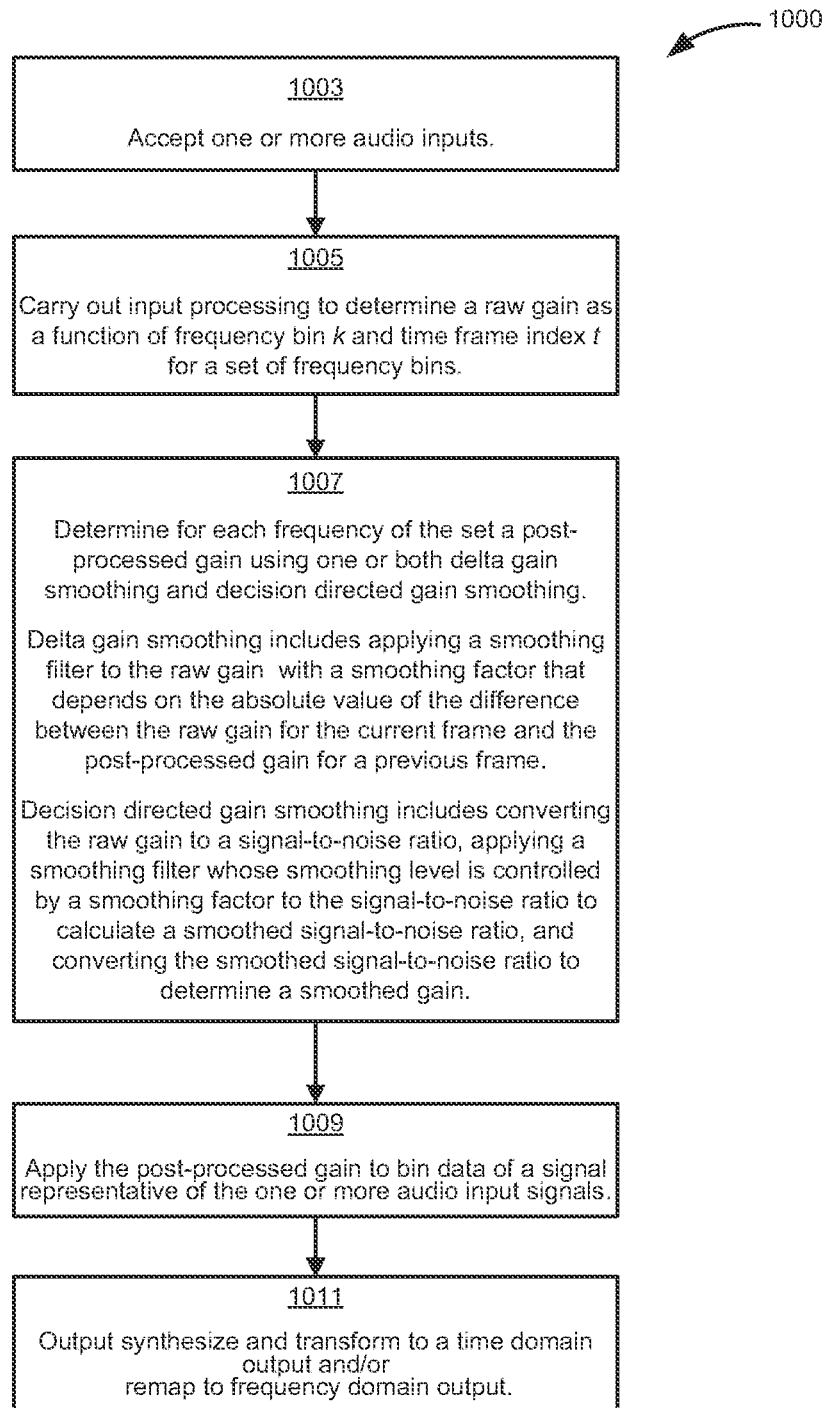 1000
1003
Accept one or more audio inputs.
1005
Carry out input processing to determine a raw gain as
a function of frequency bin k and time frame index t
for a set of frequency bins.
1007
Determine for each frequency of the set a post-
processed gain using one or both delta gain
smoothing and decision directed gain smoothing.
Delta gain smoothing includes applying a smoothing
filter to the raw gain with a smoothing factor that
depends on the absolute value of the difference
between the raw gain for the current frame and the
post-processed gain for a previous frame.
Decision directed gain smoothing includes converting
the raw gain to a signal-to-noise ratio, applying a
smoothing filter whose smoothing level is controlled
by a smoothing factor to the signal-to-noise ratio to
calculate a smoothed signal-to-noise ratio, and
converting the smoothed signal-to-noise ratio to
determine a smoothed gain.
1009
Apply the post-processed gain to bin data of a signal
representative of the one or more audio input signals.
1011
Output synthesize and transform to a time domain
output and/or
remap to frequency domain output.